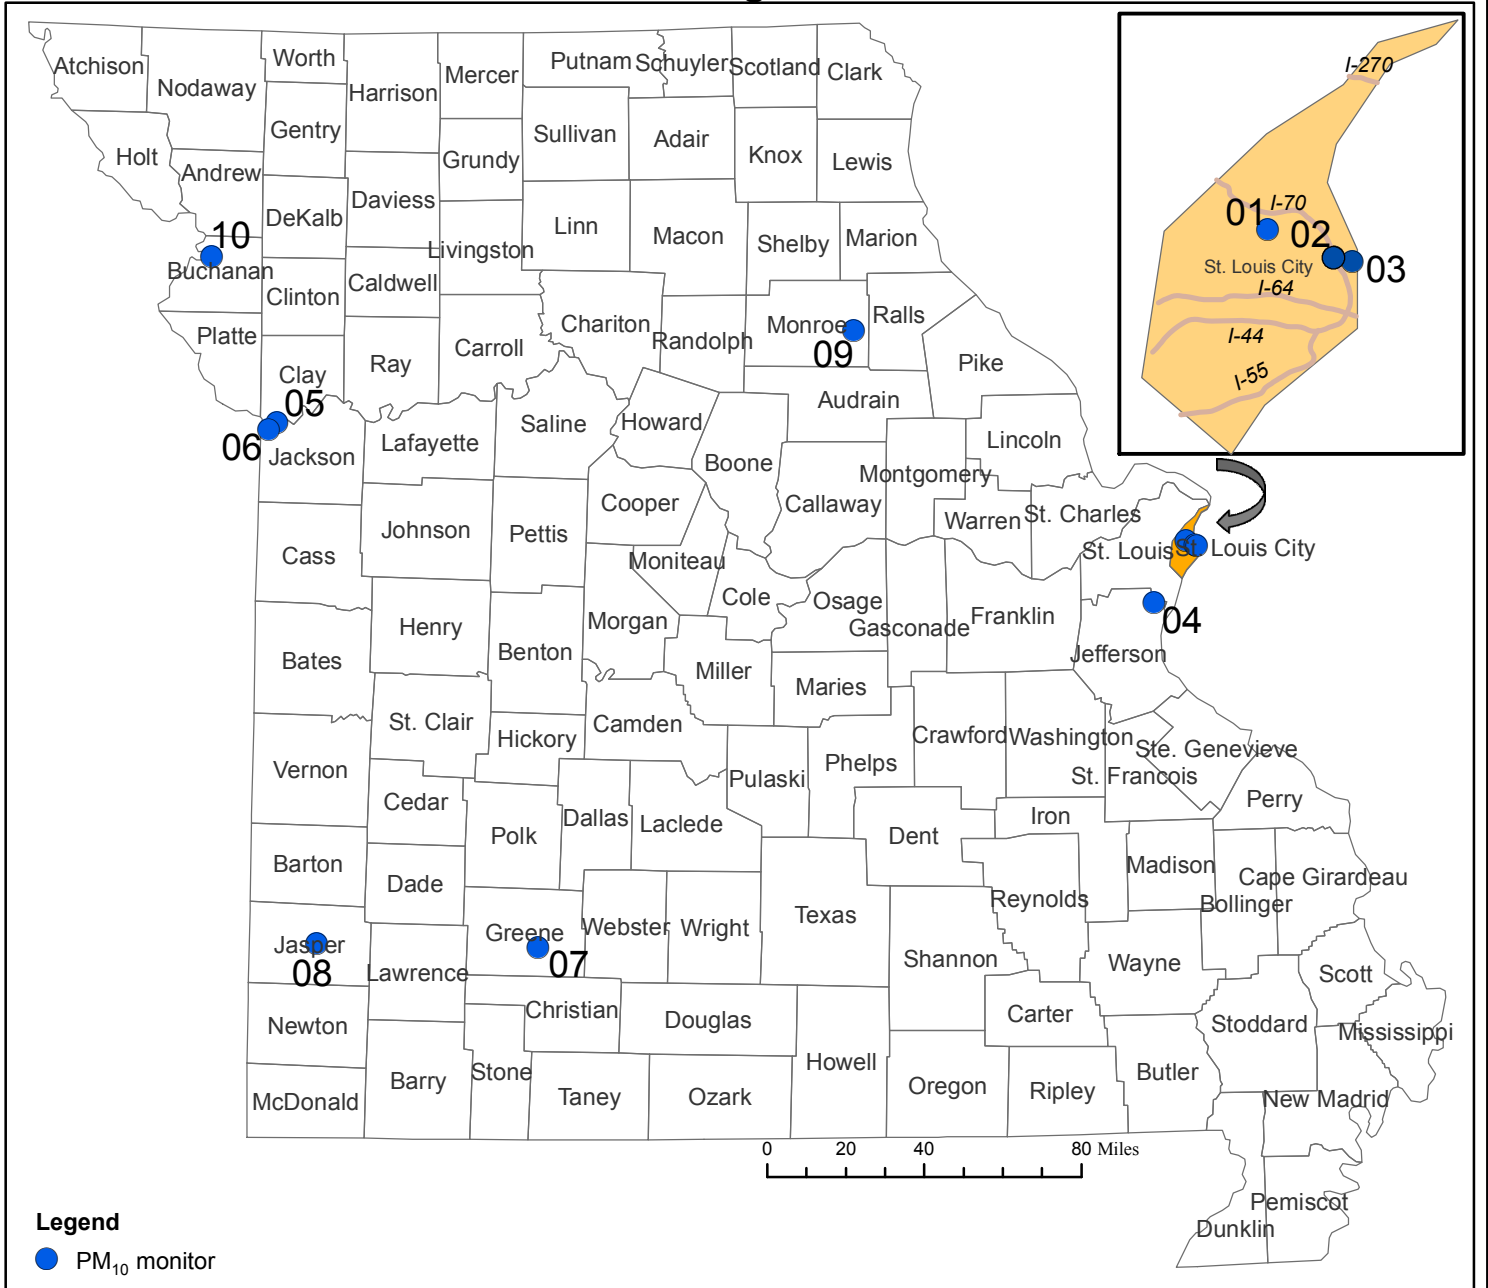 Atchison
Nodaway
Worth
Harrison
Mercer
Putnam
Schuyler
Scotland
Clark
Gentry
Sullivan
Adair
Knox
Lewis
Holt
Andrew
Grundy
DeKalb
Daviess
Linn
Macon
Shelby
Marion
Livingston
10
Buchanan
Clinton
Caldwell
Chariton
Randolph
Monroe
09
Ralls
Platte
Clay
Ray
Carroll
Pike
05
06
Jackson
Lafayette
Saline
Howard
Audrain
Boone
Lincoln
Montgomery
Callaway
Cooper
Warren
St. Charles
St. Louis
St. Louis City
Johnson
Pettis
Cass
Moniteau
Cole
Osage
Gasconade
Franklin
04
Jefferson
Morgan
Henry
Benton
Bates
Miller
Maries
St. Clair
Hickory
Camden
Crawford
Washington
Ste. Genevieve
St. Francois
Vernon
Pulaski
Phelps
Perry
Cedar
Polk
Dallas
Laclede
Dent
Iron
Barton
Dade
Madison
Cape Girardeau
Bollinger
Reynolds
Texas
Jasper
08
Greene
07
Webster
Wright
Lawrence
Shannon
Wayne
Scott
Newton
Christian
Douglas
Carter
Stoddard
Mississippi
Howell
McDonald
Barry
Stone
Taney
Ozark
Oregon
Ripley
Butler
New Madrid
Pemiscot
Dunklin
I-270
01
I-70
02
03
St. Louis City
I-64
I-44
I-55
0 20 40 80 Miles
Legend
PM10 monitor